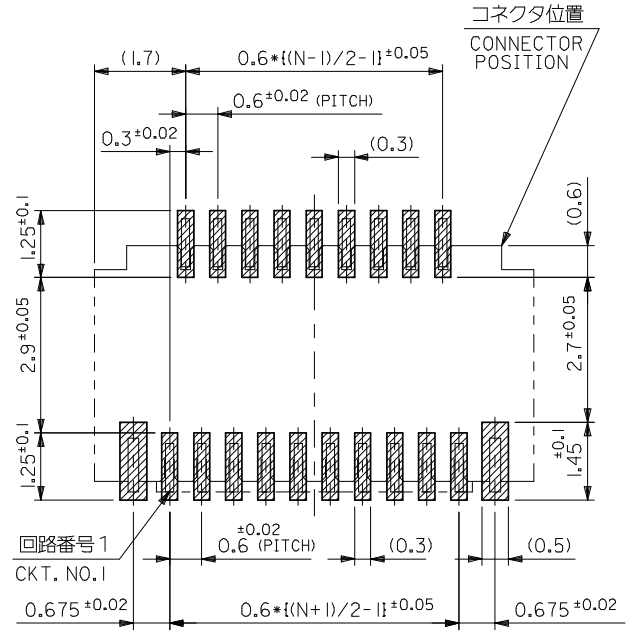 コネクタ位置
CONNECTOR
POSITION
(1.7)
0.6*{(N-1)/2-1}±0.05
0.6±0.02 (PITCH)
0.3±0.02
(0.3)
(0.6)
1.25±0.1
2.9±0.05
2.7±0.05
1.25±0.1
±0.1
1.45
回路番号1
CKT. NO.1
±0.02
0.6 (PITCH)
(0.3)
(0.5)
0.675±0.02
0.6*{(N+1)/2-1}±0.05
0.675±0.02